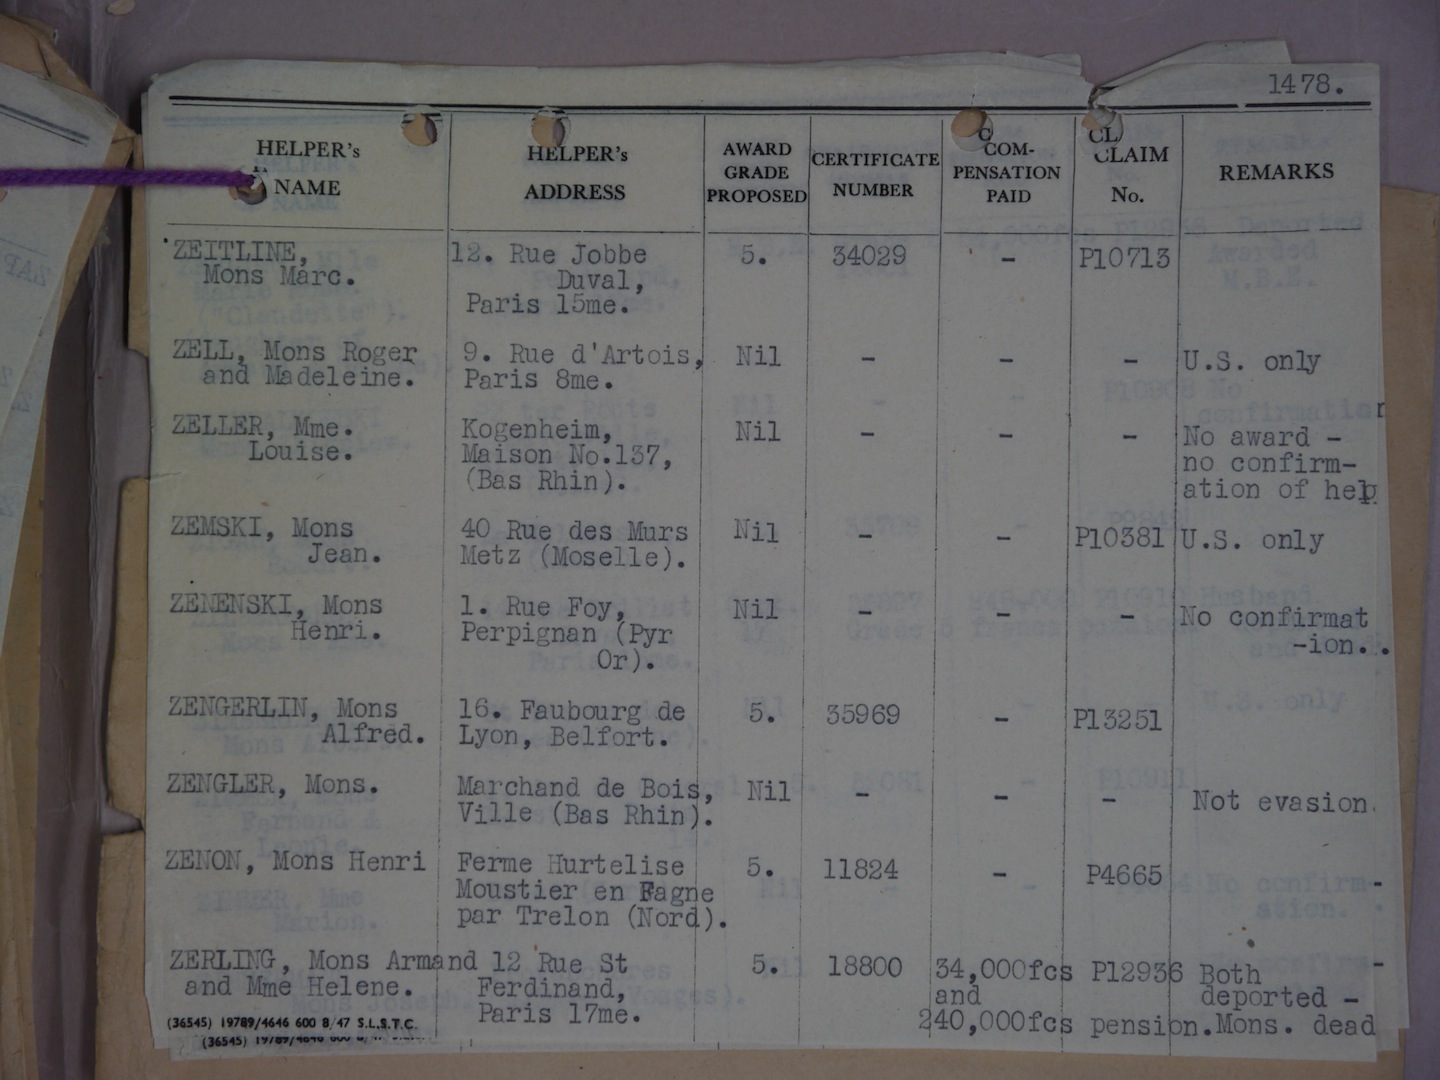 1478.
HELPER's NAME
HELPER's ADDRESS
AWARD GRADE PROPOSED
CERTIFICATE NUMBER
COM-PENSATION PAID
CLAIM No.
REMARKS
ZEITLINE, 12. Rue Jobbe 5. 34029 - P10713
Mons Marc. Duval,
Paris 15me.
ZELL, Mons Roger 9. Rue d'Artois, Nil - - - U.S. only
and Madeleine. Paris 8me.
ZELLER, Mme. Kogenheim, Nil - - - No award -
Louise. Maison No.137, no confirm-
(Bas Rhin). ation of help
ZEMSKI, Mons 40 Rue des Murs Nil - - P10381 U.S. only
Jean. Metz (Moselle).
ZENENSKI, Mons 1. Rue Foy, Nil - - - No confirmat
Henri. Perpignan (Pyr -ion.
Or).
ZENGERLIN, Mons 16. Faubourg de 5. 35969 - P13251
Alfred. Lyon, Belfort.
ZENGLER, Mons. Marchand de Bois, Nil - - - Not evasion.
Ville (Bas Rhin).
ZENON, Mons Henri Ferme Hurtelise 5. 11824 - P4665
Moustier en Fagne
par Trelon (Nord).
ZERLING, Mons Armand 12 Rue St 5. 18800 34,000fcs P12936 Both
and Mme Helene. Ferdinand, and deported -
Paris 17me. 240,000fcs pension. Mons. dead
(36545) 19789/4646 600 8/47 S.L.S.T.C.
(36545) 19789/4646 600 8/47